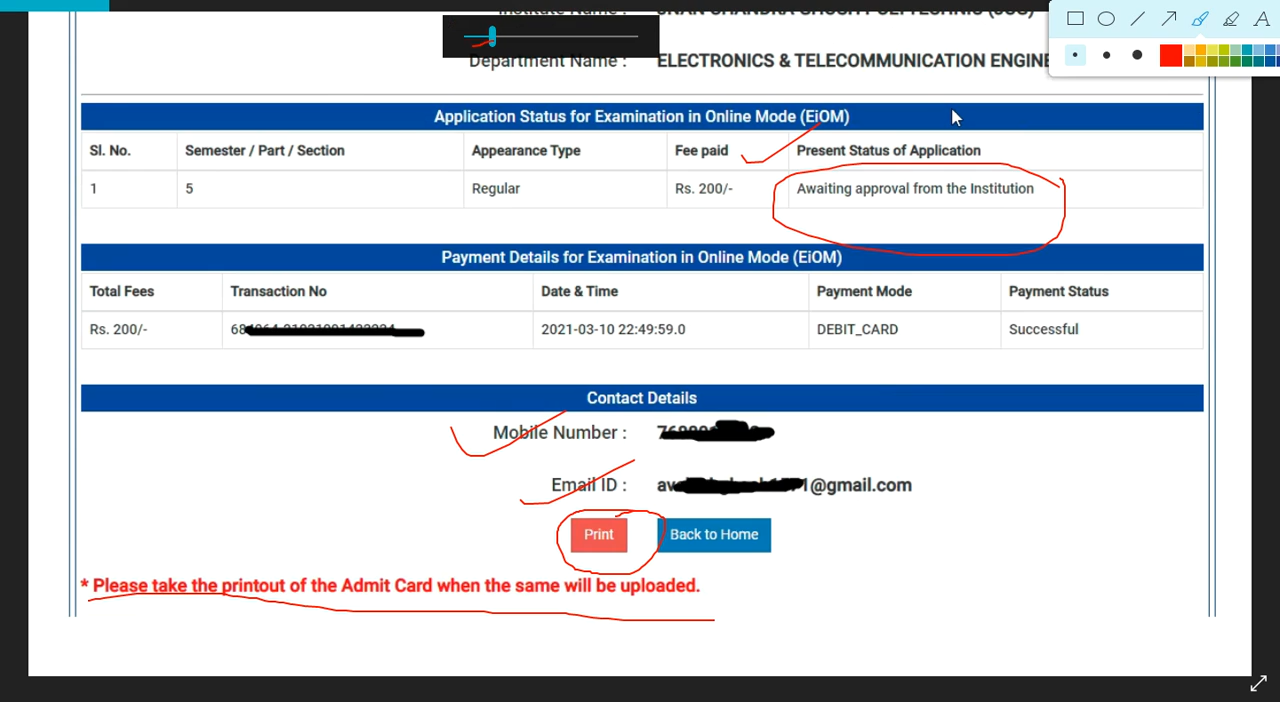 Department Name : ELECTRONICS & TELECOMMUNICATION ENGINE
Application Status for Examination in Online Mode (EiOM)
Sl. No. Semester / Part / Section Appearance Type Fee paid Present Status of Application
1 5 Regular Rs. 200/- Awaiting approval from the Institution
Payment Details for Examination in Online Mode (EiOM)
Total Fees Transaction No Date & Time Payment Mode Payment Status
Rs. 200/- 2021-03-10 22:49:59.0 DEBIT_CARD Successful
Contact Details
Mobile Number :
Email ID : @gmail.com
Print Back to Home
* Please take the printout of the Admit Card when the same will be uploaded.